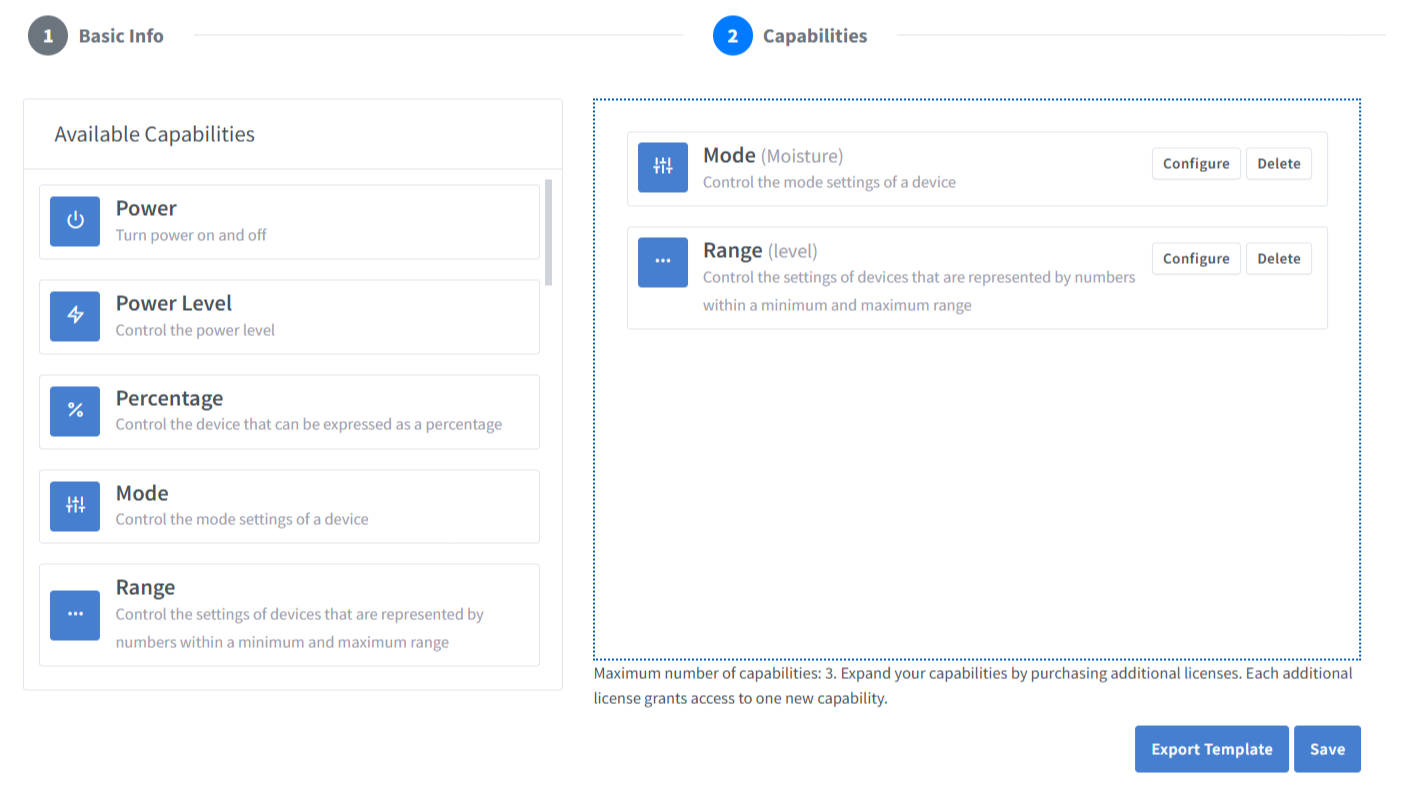 1 Basic Info
2 Capabilities
Available Capabilities
Power
Turn power on and off
Power Level
Control the power level
%
Percentage
Control the device that can be expressed as a percentage
Mode
Control the mode settings of a device
Range
Control the settings of devices that are represented by
numbers within a minimum and maximum range
Mode (Moisture)
Control the mode settings of a device
Configure Delete
Range (level)
Control the settings of devices that are represented by numbers
within a minimum and maximum range
Configure Delete
Maximum number of capabilities: 3. Expand your capabilities by purchasing additional licenses. Each additional
license grants access to one new capability.
Export Template Save